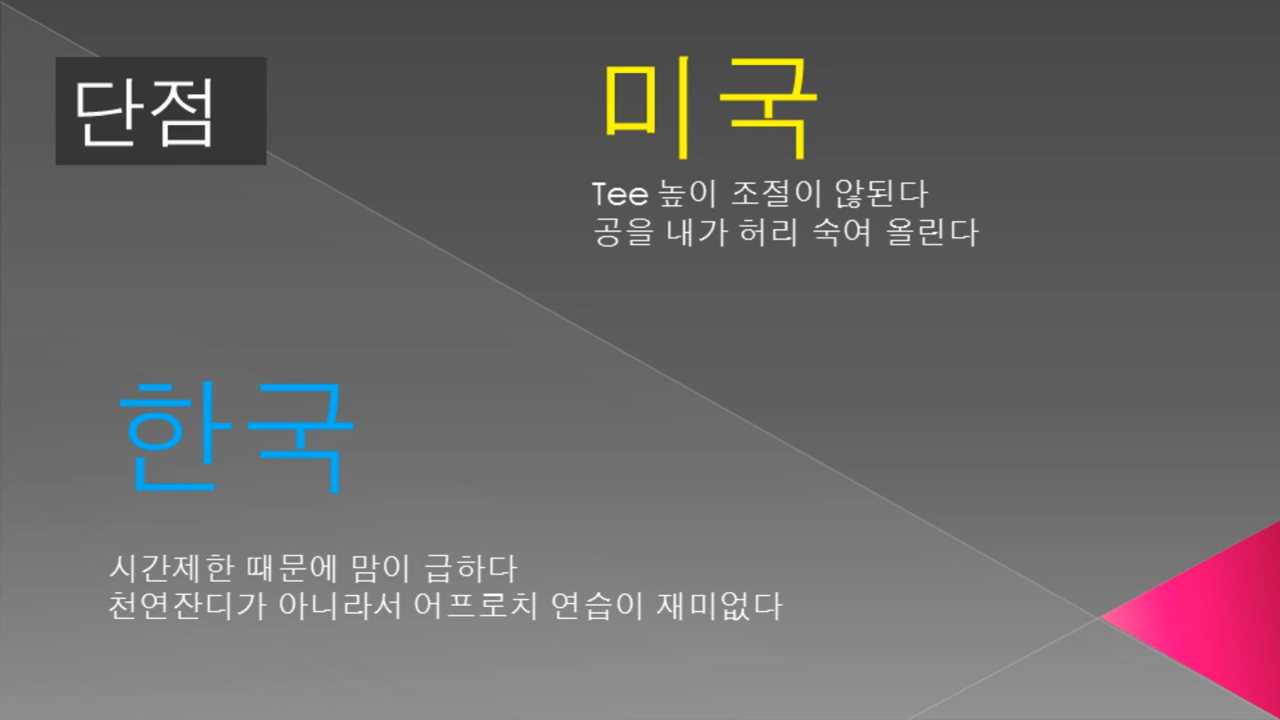 단점
미국
Tee 높이 조절이 않된다
공을 내가 허리 숙여 올린다
한국
시간제한 때문에 맘이 급하다
천연잔디가 아니라서 어프로치 연습이 재미없다